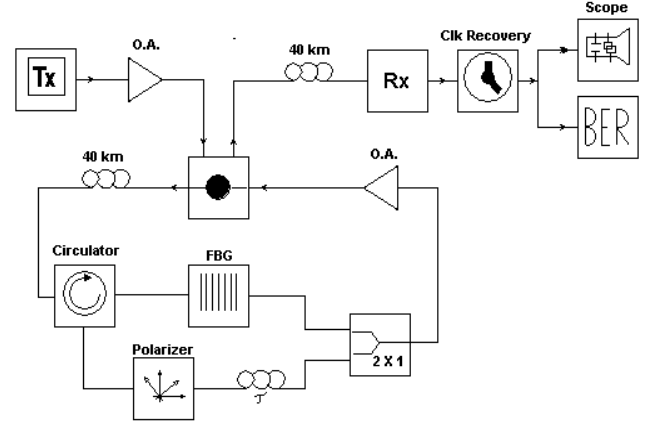 Scope
O.A.
Clk Recovery
40 km
Tx
Rx
BER
40 km
O.A.
Circulator
FBG
Polarizer
2 X 1
τ